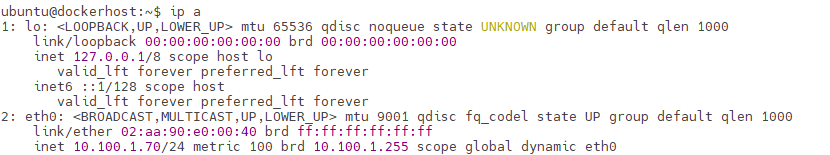 ubuntu@dockerhost:~$ ip a
1: lo: <LOOPBACK,UP,LOWER_UP> mtu 65536 qdisc noqueue state UNKNOWN group default qlen 1000
    link/loopback 00:00:00:00:00:00 brd 00:00:00:00:00:00
    inet 127.0.0.1/8 scope host lo
       valid_lft forever preferred_lft forever
    inet6 ::1/128 scope host
       valid_lft forever preferred_lft forever
2: eth0: <BROADCAST,MULTICAST,UP,LOWER_UP> mtu 9001 qdisc fq_codel state UP group default qlen 1000
    link/ether 02:aa:90:e0:00:40 brd ff:ff:ff:ff:ff:ff
    inet 10.100.1.70/24 metric 100 brd 10.100.1.255 scope global dynamic eth0